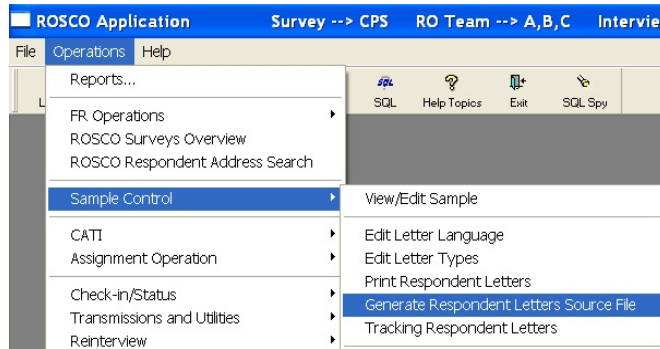 ROSCO Application Survey --> CPS RO Team --> A,B,C
File Operations Help
SQL SQL Help Topics Exit SQL Spy
Reports...
FR Operations
ROSCO Surveys Overview
ROSCO Respondent Address Search
Sample Control
CATI
Assignment Operation
Check-in/Status
Transmissions and Utilities
Reinterview
View/Edit Sample
Edit Letter Language
Edit Letter Types
Print Respondent Letters
Generate Respondent Letters Source File
Tracking Respondent Letters